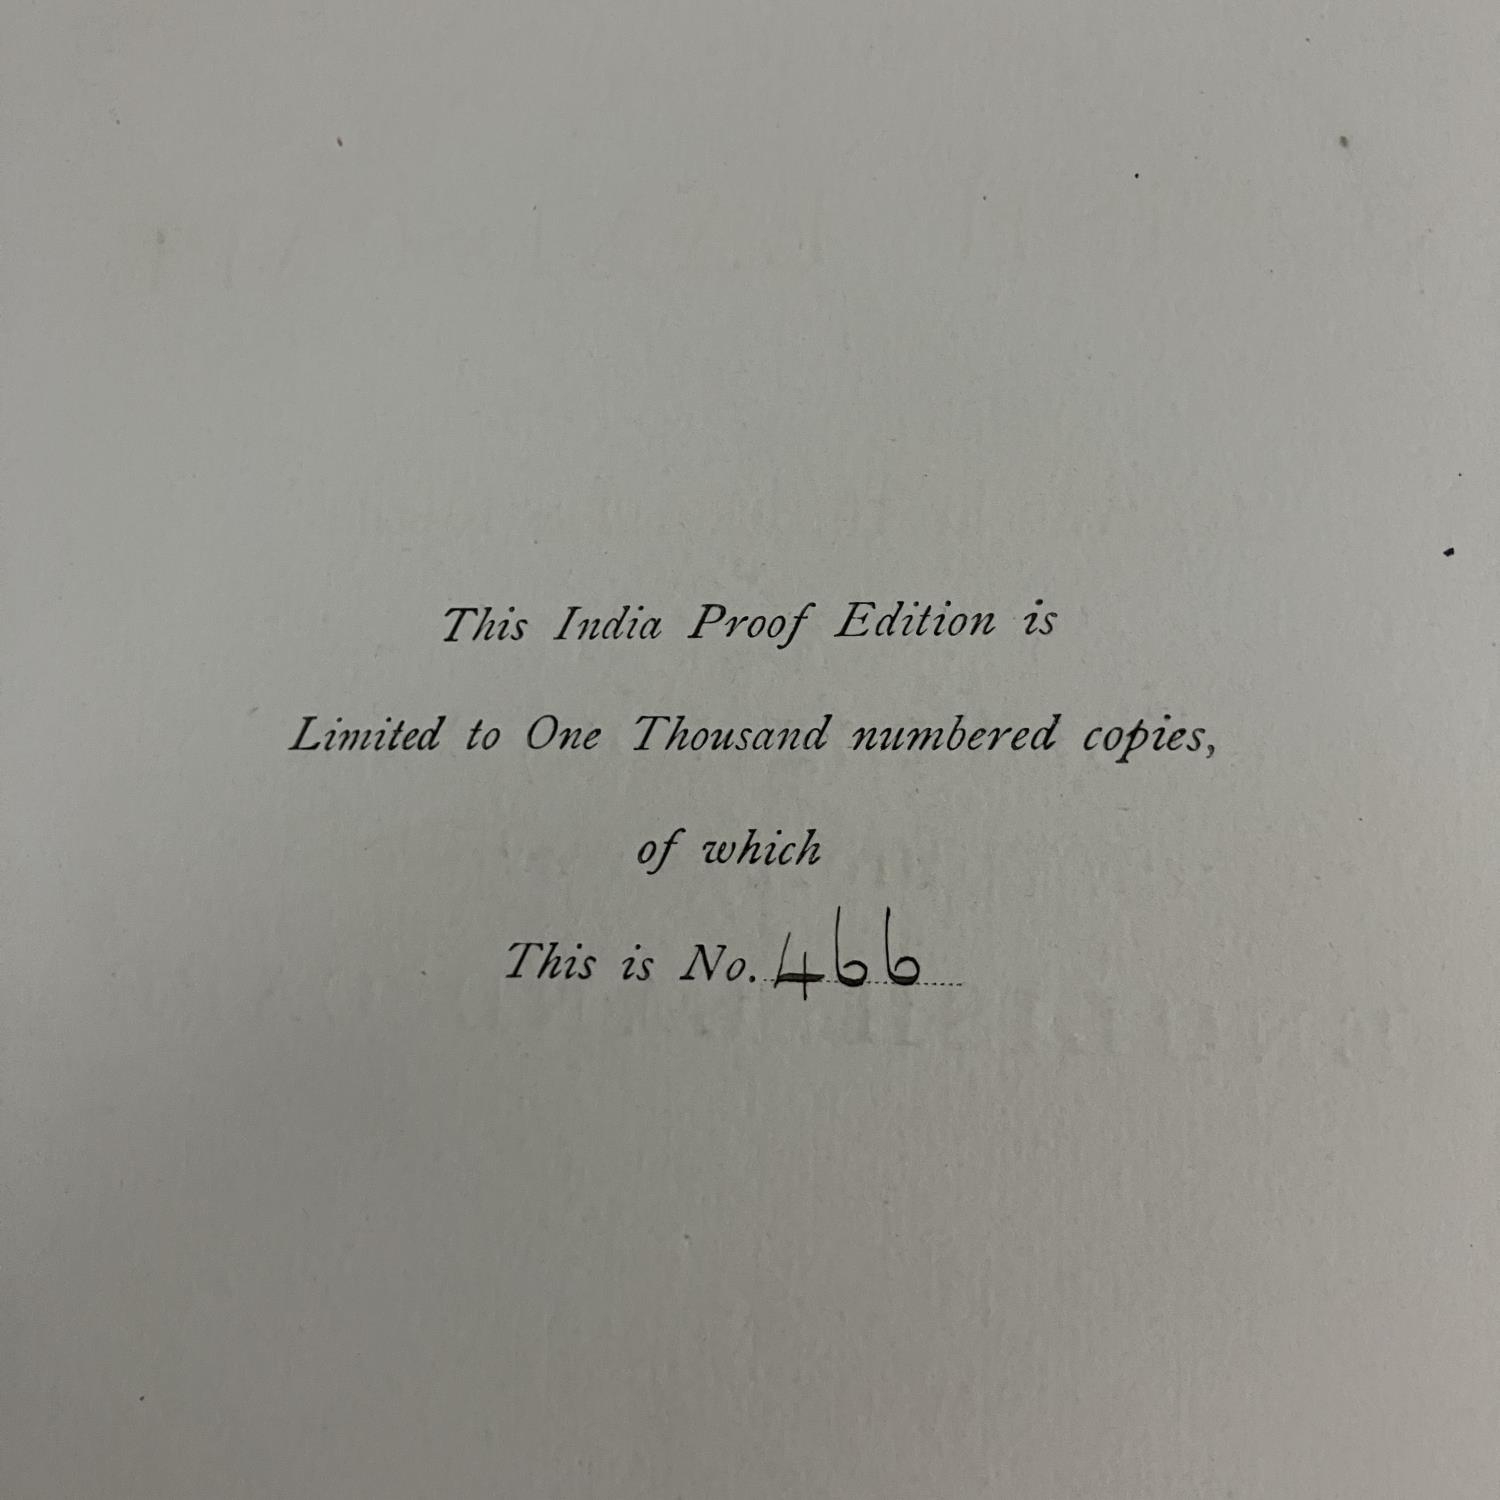 This India Proof Edition is
Limited to One Thousand numbered copies,
of which
This is No. 466